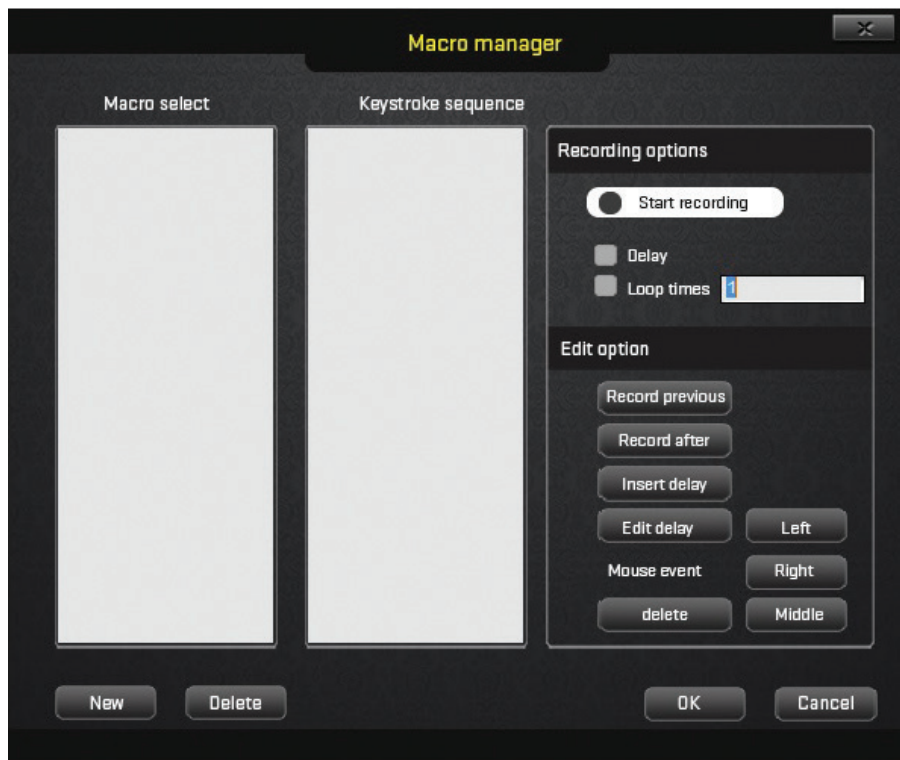 Macro manager
Macro select
Keystroke sequence
Recording options
Start recording
Delay
Loop times 1
Edit option
Record previous
Record after
Insert delay
Edit delay
Left
Mouse event
Right
delete
Middle
New
Delete
OK
Cancel